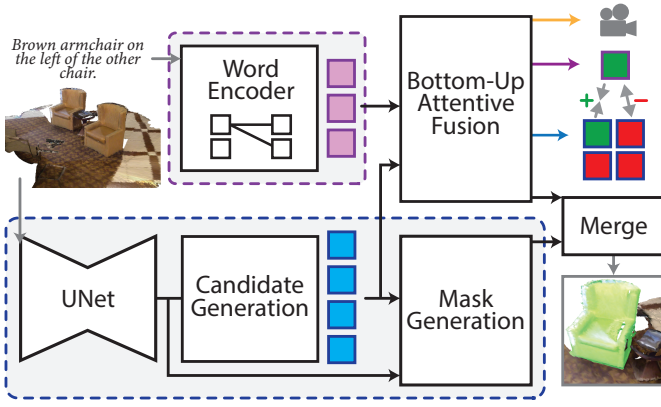 Brown armchair on
the left of the other
chair.
Word
Encoder
Bottom-Up
Attentive
Fusion
+
−
UNet
Candidate
Generation
Mask
Generation
Merge